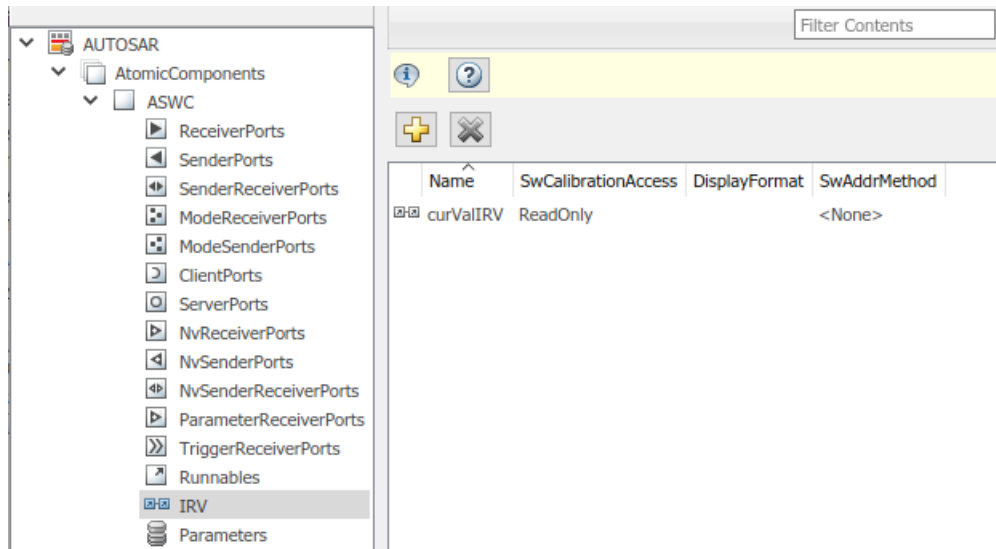 Filter Contents
AUTOSAR
AtomicComponents
ASWC
ReceiverPorts
SenderPorts
SenderReceiverPorts
ModeReceiverPorts
ModeSenderPorts
ClientPorts
ServerPorts
NvReceiverPorts
NvSenderPorts
NvSenderReceiverPorts
ParameterReceiverPorts
TriggerReceiverPorts
Runnables
IRV
Parameters
Name SwCalibrationAccess DisplayFormat SwAddrMethod
curValIRV ReadOnly <None>